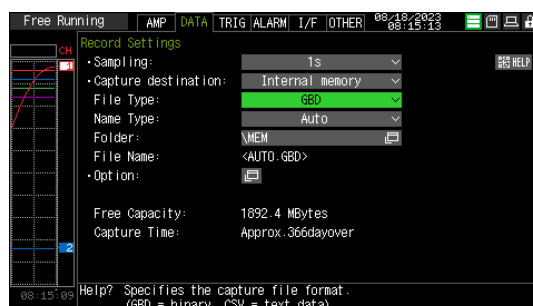 Free Running AMP DATA TRIG ALARM I/F OTHER 08/18/2023 08:15:13
CH
Record Settings
1
•Sampling: 1s
HELP
•Capture destination: Internal memory
File Type: GBD
Name Type: Auto
Folder: \MEM
File Name: <AUTO.GBD>
•Option:
Free Capacity: 1892.4 MBytes
Capture Time: Approx.366dayover
2
08:15:09
Help? Specifies the capture file format.
(GBD = binary, CSV = text data)